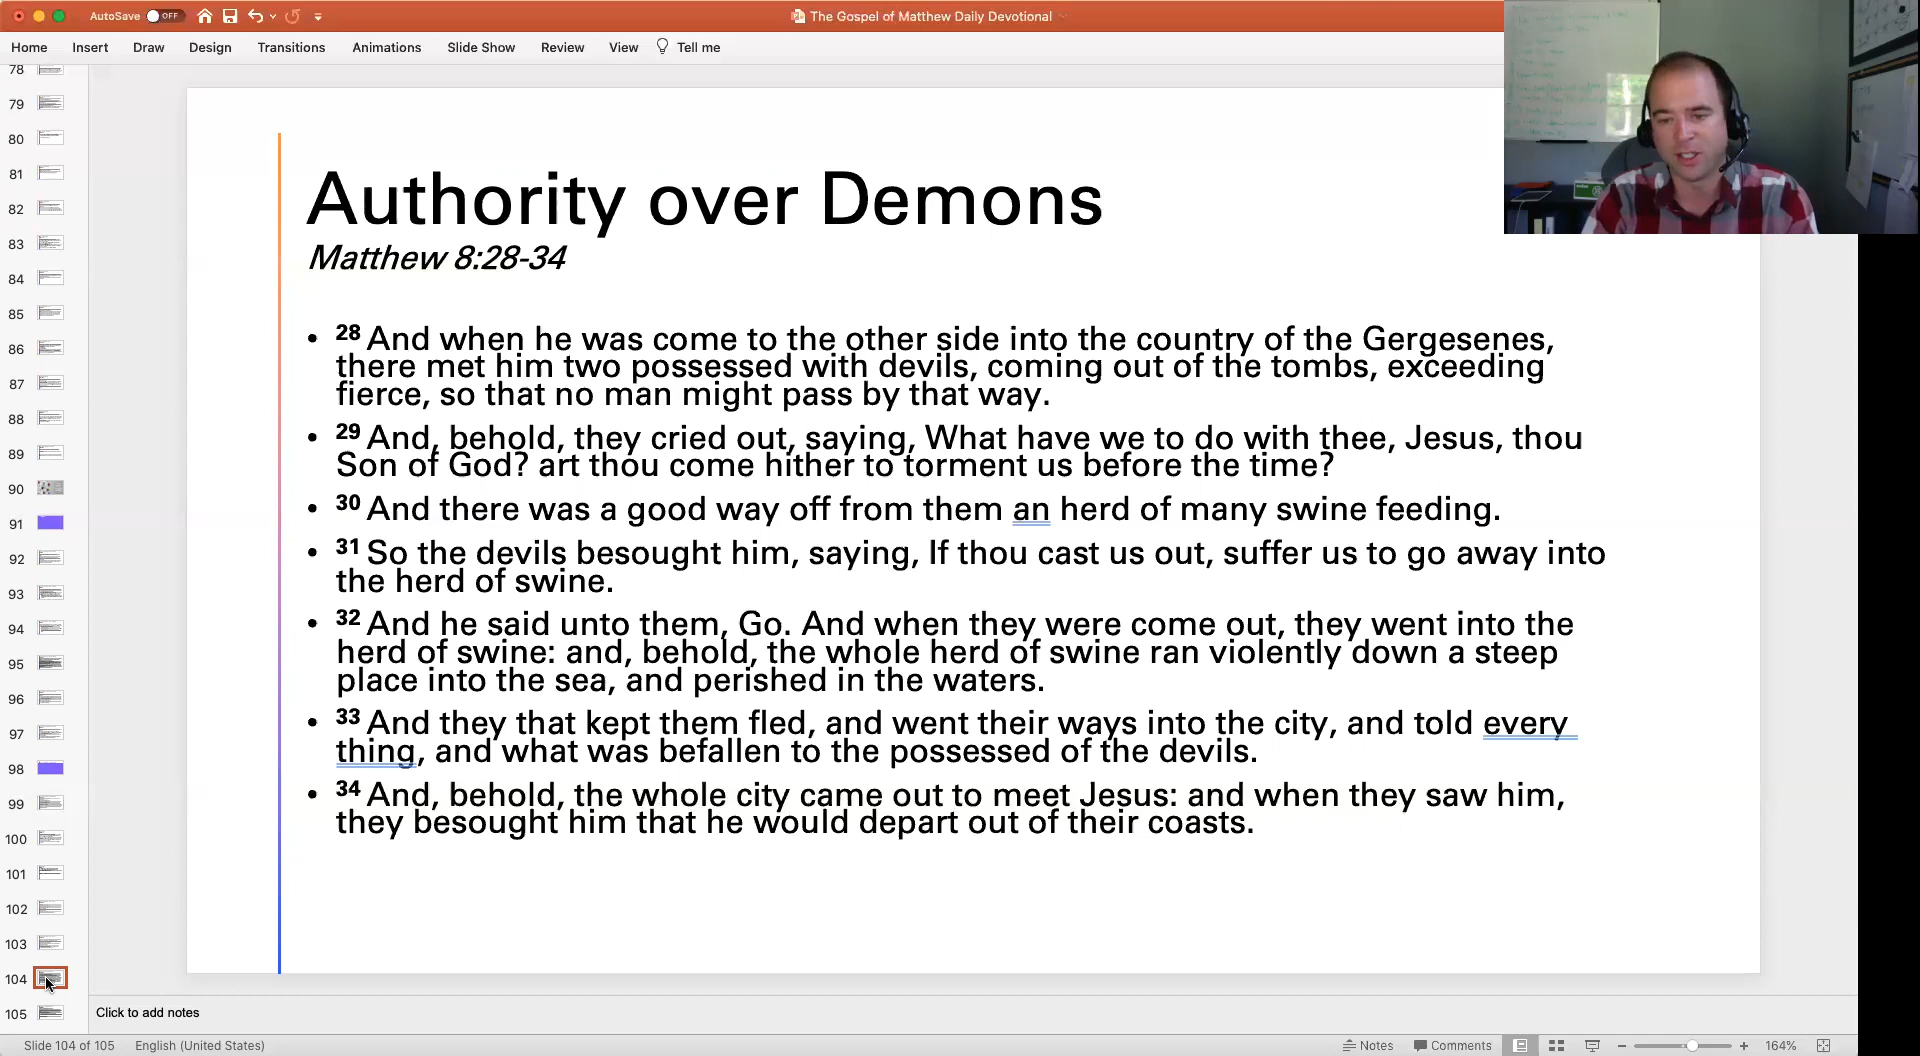 AutoSave OFF
The Gospel of Matthew Daily Devotional
Home Insert Draw Design Transitions Animations Slide Show Review View Tell me
78
79
80
81
82
83
84
85
86
87
88
89
90
91
92
93
94
95
96
97
98
99
100
101
102
103
104
105
Authority over Demons
Matthew 8:28-34
• 28 And when he was come to the other side into the country of the Gergesenes,
there met him two possessed with devils, coming out of the tombs, exceeding
fierce, so that no man might pass by that way.
• 29 And, behold, they cried out, saying, What have we to do with thee, Jesus, thou
Son of God? art thou come hither to torment us before the time?
• 30 And there was a good way off from them an herd of many swine feeding.
• 31 So the devils besought him, saying, If thou cast us out, suffer us to go away into
the herd of swine.
• 32 And he said unto them, Go. And when they were come out, they went into the
herd of swine: and, behold, the whole herd of swine ran violently down a steep
place into the sea, and perished in the waters.
• 33 And they that kept them fled, and went their ways into the city, and told every
thing, and what was befallen to the possessed of the devils.
• 34 And, behold, the whole city came out to meet Jesus: and when they saw him,
they besought him that he would depart out of their coasts.
Click to add notes
Slide 104 of 105 English (United States) Notes Comments 164%